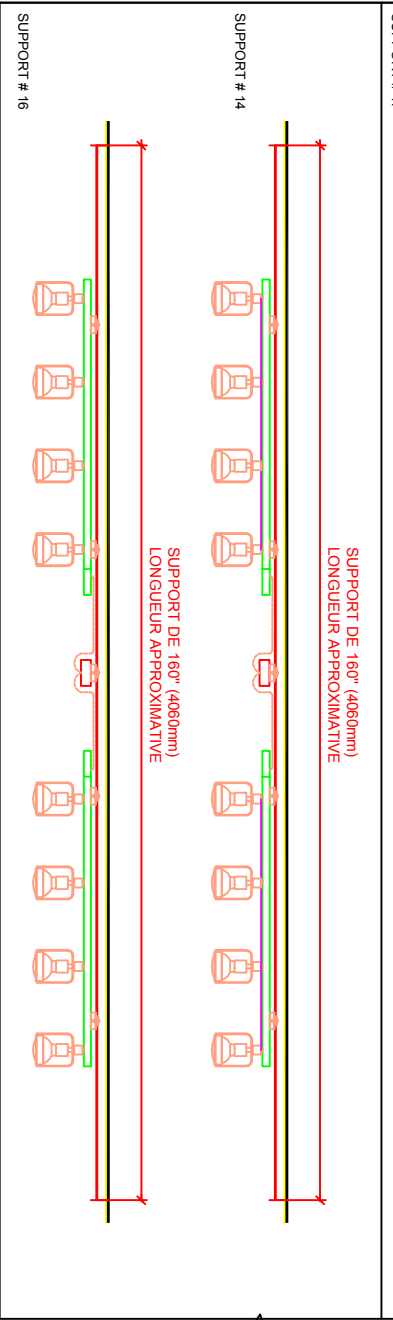 SUPPORT DE 160" (4060mm)
LONGUEUR APPROXIMATIVE
SUPPORT # 14
SUPPORT DE 160" (4060mm)
LONGUEUR APPROXIMATIVE
SUPPORT # 16